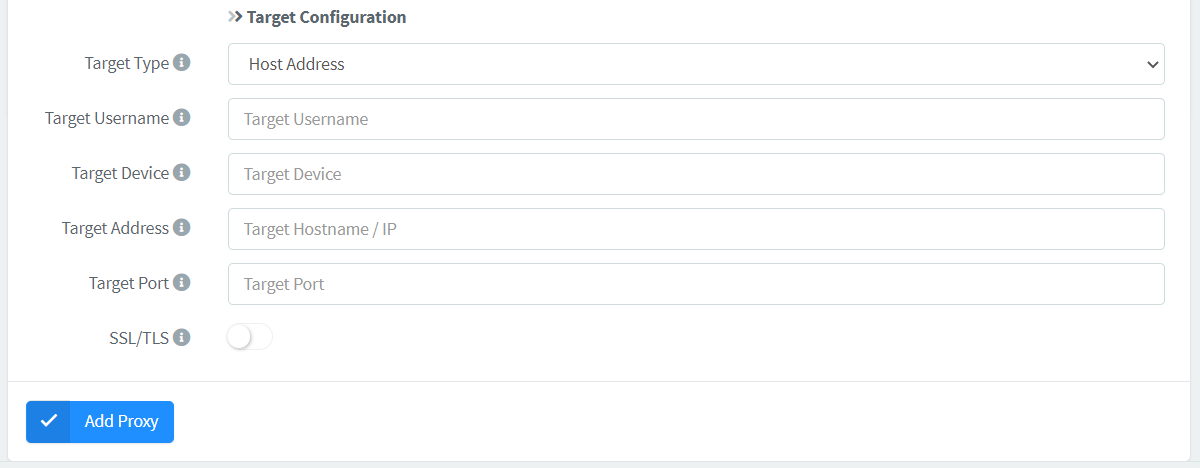 Target Configuration
Target Type Host Address
Target Username Target Username
Target Device Target Device
Target Address Target Hostname / IP
Target Port Target Port
SSL/TLS
Add Proxy